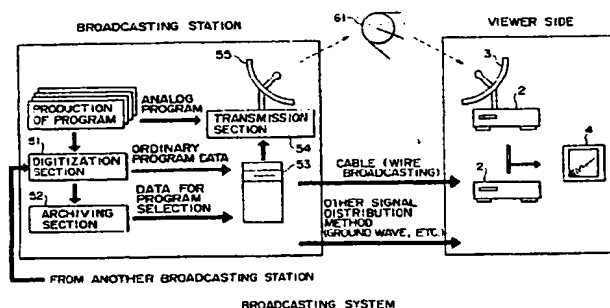 BROADCASTING STATION
61
VIEWER SIDE
55
3
2
4
PRODUCTION
OF PROGRAM
ANALOG
PROGRAM
TRANSMISSION
SECTION
54
51
DIGITIZATION
SECTION
ORDINARY
PROGRAM DATA
53
52
ARCHIVING
SECTION
DATA FOR
PROGRAM
SELECTION
CABLE (WIRE
BROADCASTING)
2
OTHER SIGNAL
DISTRIBUTION
METHOD
(GROUND WAVE, ETC.)
FROM ANOTHER BROADCASTING STATION
BROADCASTING SYSTEM